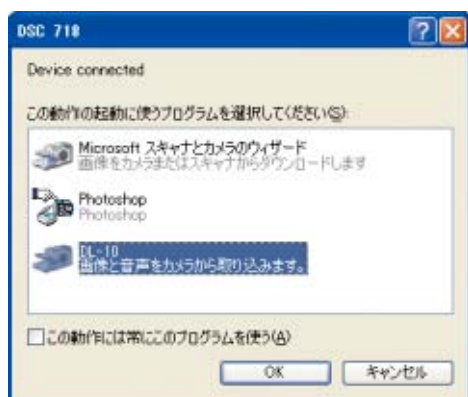 DSC 718
Device connected
この動作の起動に使うプログラムを選択してください(S):
Microsoft スキャナとカメラのウィザード
画像をカメラまたはスキャナからダウンロードします
Photoshop
Photoshop
DL-10
画像と音声をカメラから取り込みます。
この動作には常にこのプログラムを使う(A)
OK
キャンセル